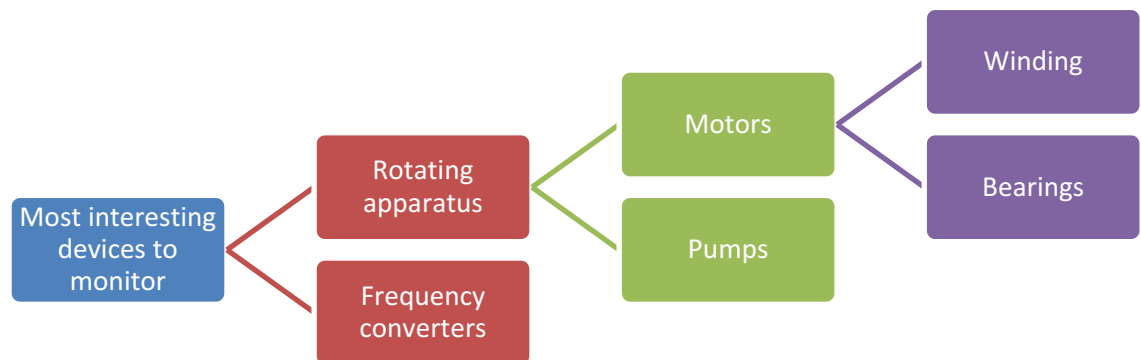 Most interesting
devices to
monitor
Rotating
apparatus
Frequency
converters
Motors
Pumps
Winding
Bearings